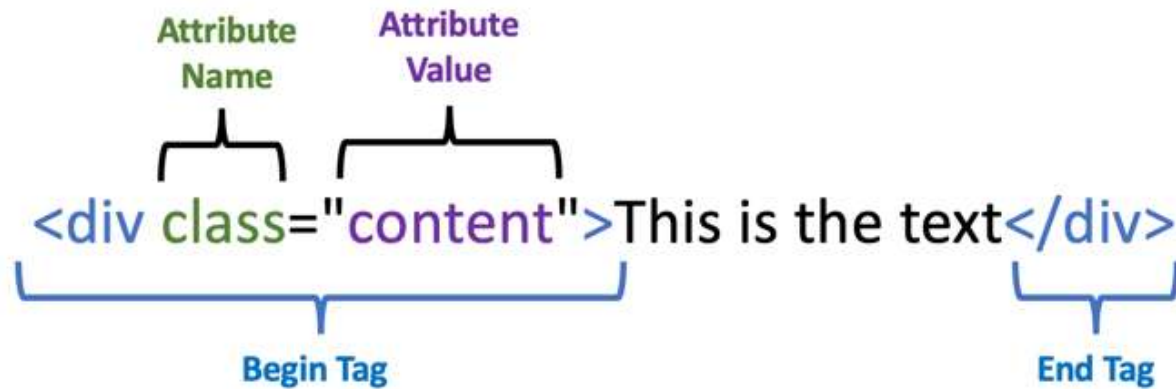 Attribute Name
Attribute Value
<div class="content">This is the text</div>
Begin Tag
End Tag